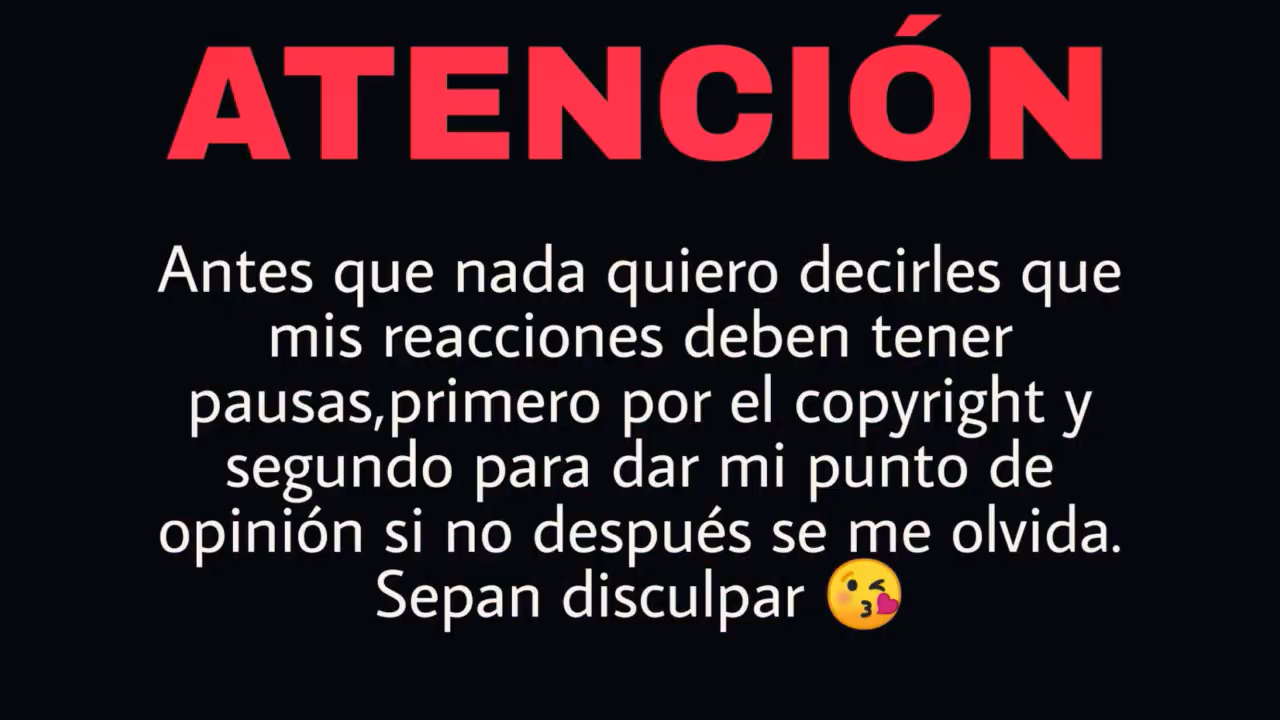 ATENCIÓN
Antes que nada quiero decirles que
mis reacciones deben tener
pausas,primero por el copyright y
segundo para dar mi punto de
opinión si no después se me olvida.
Sepan disculpar 😘